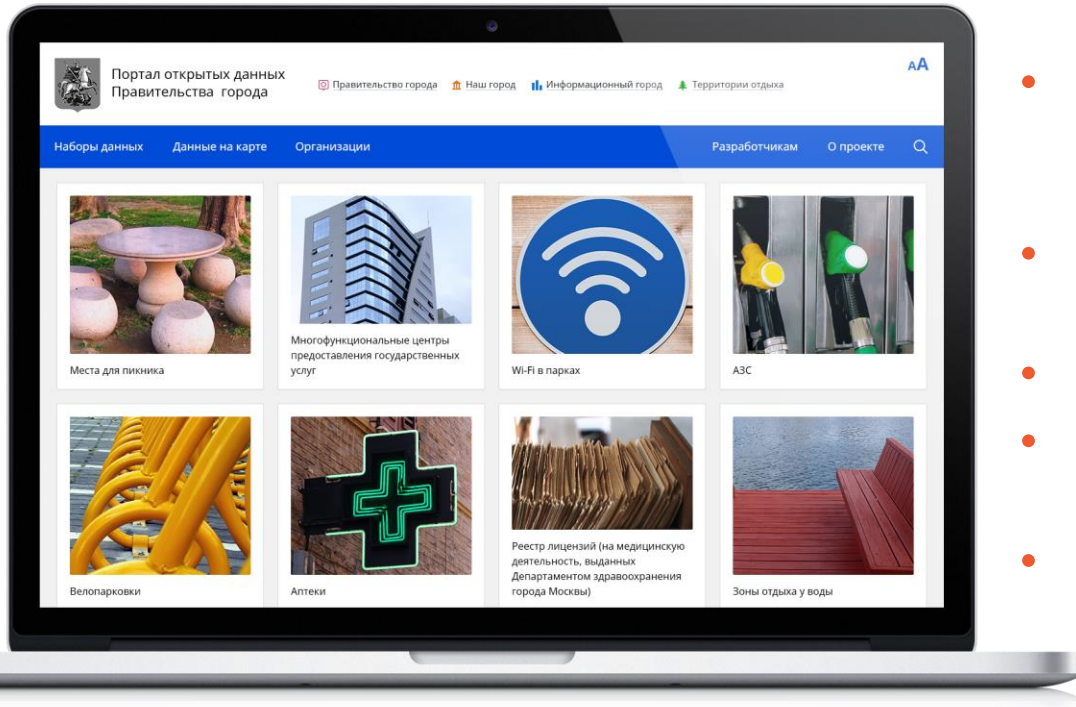 Портал открытых данных
Правительства города
Правительство города
Наш город
Информационный город
Территории отдыха
AA
Наборы данных
Данные на карте
Организации
Разработчикам
О проекте
Места для пикника
Многофункциональные центры
предоставления государственных
услуг
Wi-Fi в парках
АЗС
Велопарковки
Аптеки
Реестр лицензий (на медицинскую
деятельность, выданных
Департаментом здравоохранения
города Москвы)
Зоны отдыха у воды